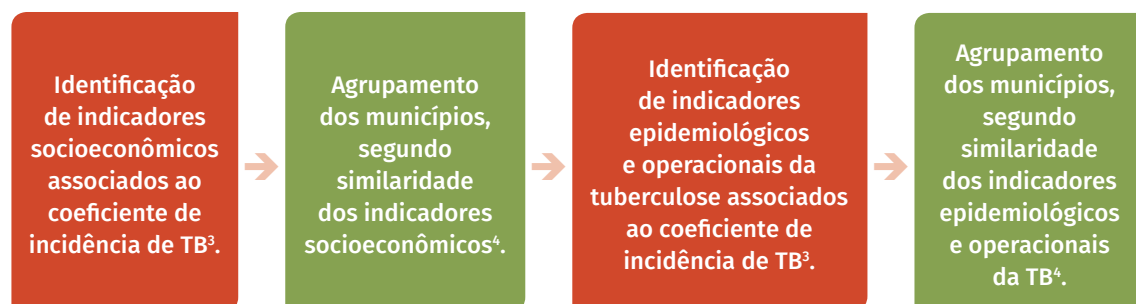 Identificação
de indicadores
socioeconômicos
associados ao
coeficiente de
incidência de TB³.
Agrupamento
dos municípios,
segundo
similaridade
dos indicadores
socioeconômicos⁴.
Identificação
de indicadores
epidemiológicos
e operacionais da
tuberculose associados
ao coeficiente de
incidência de TB³.
Agrupamento
dos municípios,
segundo
similaridade
dos indicadores
epidemiológicos
e operacionais
da TB⁴.